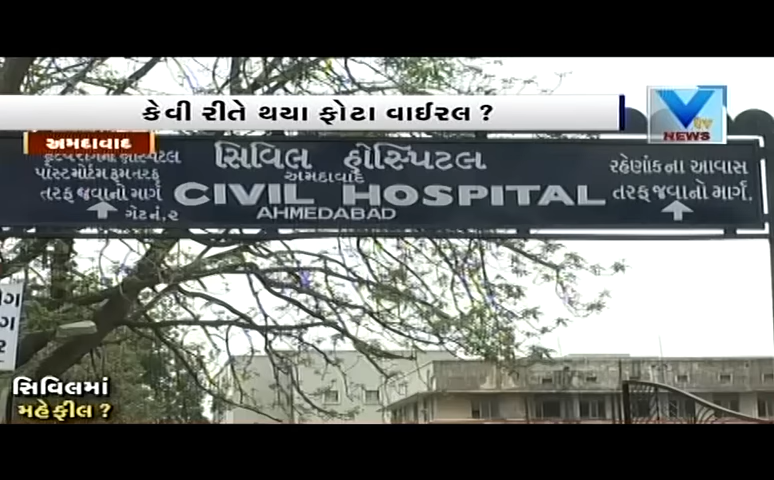 કેવી રીતે થયા ફોટા વાઈરલ ?
VTV
NEWS
અમદાવાદ
હોસ્પિટલ
પોસ્ટમોર્ટમ રૂમ તરફ
તરફ જવાનો માર્ગ
ગેટ નં. ૨
સિવિલ હોસ્પિટલ
અમદાવાદ
CIVIL HOSPITAL
AHMEDABAD
રહેણાંકના આવાસ
તરફ જવાનો માર્ગ.
સિવિલમાં
મહેફીલ ?